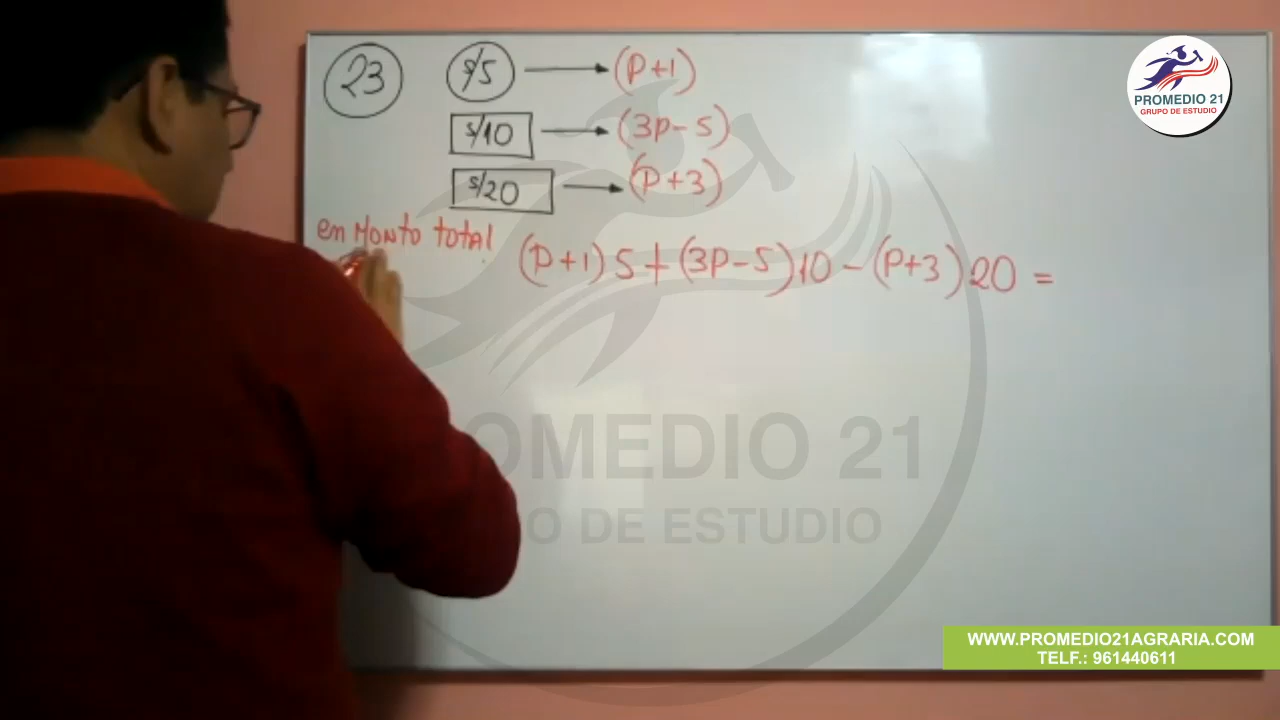 23
S/5 → (P+1)
S/10 → (3P-5)
S/20 → (P+3)
en Monto total
(P+1)5+(3P-5)10-(P+3)20=
PROMEDIO 21
GRUPO DE ESTUDIO
OMEDIO 21
O DE ESTUDIO
WWW.PROMEDIO21AGRARIA.COM
TELF.: 961440611